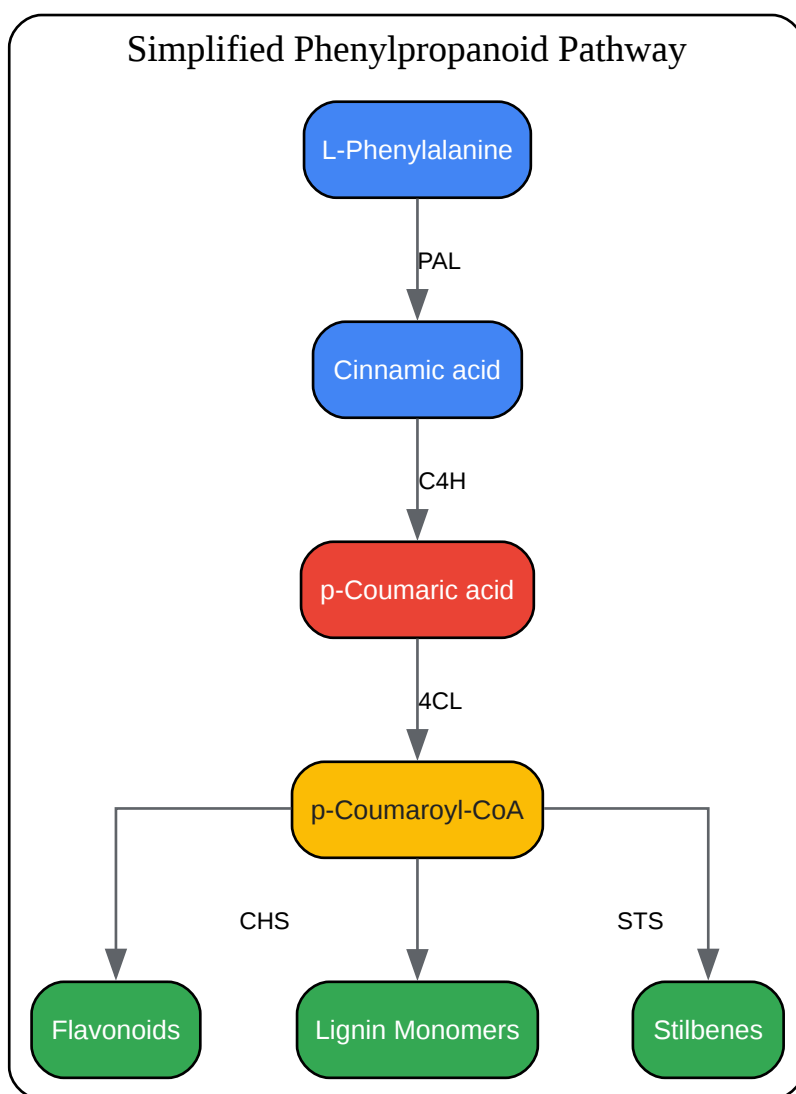 Simplified Phenylpropanoid Pathway
L-Phenylalanine
PAL
Cinnamic acid
C4H
p-Coumaric acid
4CL
p-Coumaroyl-CoA
CHS
STS
Flavonoids
Lignin Monomers
Stilbenes